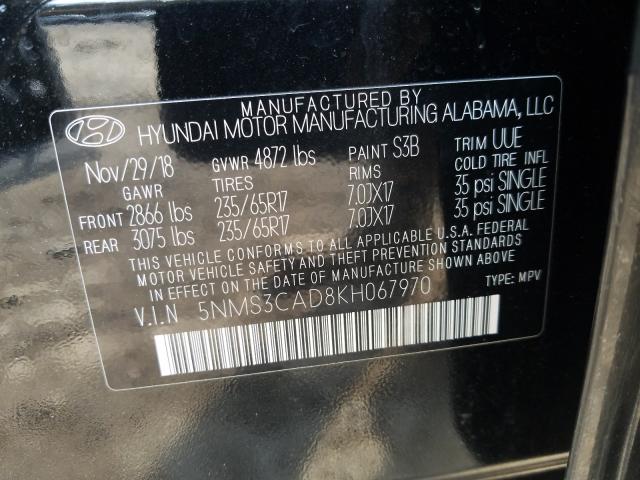 MANUFACTURED BY
HYUNDAI MOTOR MANUFACTURING ALABAMA, LLC
Nov/29/18 GVWR 4872 lbs PAINT S3B TRIM UUE
GAWR TIRES RIMS COLD TIRE INFL
FRONT 2866 lbs 235/65R17 7.0JX17 35 psi SINGLE
REAR 3075 lbs 235/65R17 7.0JX17 35 psi SINGLE
THIS VEHICLE CONFORMS TO ALL APPLICABLE U.S.A. FEDERAL
MOTOR VEHICLE SAFETY AND THEFT PREVENTION STANDARDS
IN EFFECT ON THE DATE OF MANUFACTURE SHOWN ABOVE
V.I.N 5NMS3CAD8KH067970 TYPE: MPV